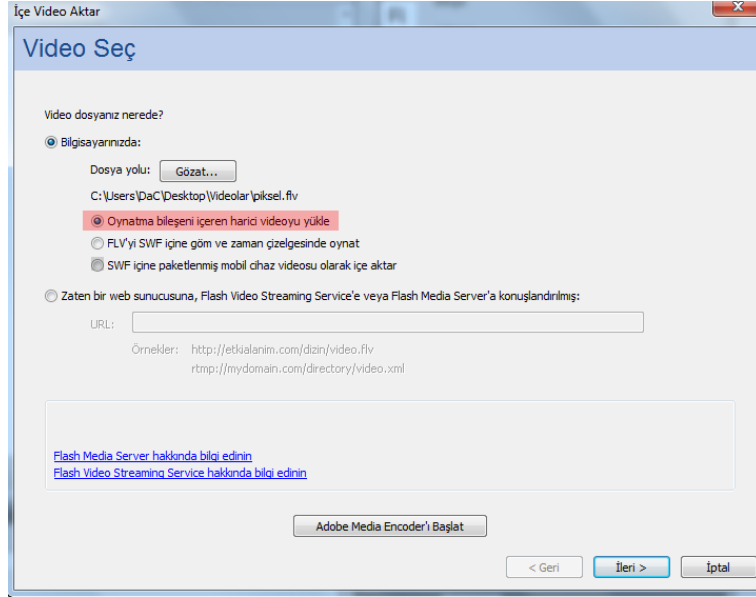 İçe Video Aktar
Video Seç
Video dosyanız nerede?
Bilgisayarınızda:
Dosya yolu: Gözat...
C:\Users\DaC\Desktop\Videolar\piksel.flv
Oynatma bileşeni içeren harici videoyu yükle
FLV'yi SWF içine göm ve zaman çizelgesinde oynat
SWF içine paketlenmiş mobil cihaz videosu olarak içe aktar
Zaten bir web sunucusuna, Flash Video Streaming Service'e veya Flash Media Server'a konuşlandırılmış:
URL:
Örnekler: http://etkialanim.com/dizin/video.flv
rtmp://mydomain.com/directory/video.xml
Flash Media Server hakkında bilgi edinin
Flash Video Streaming Service hakkında bilgi edinin
Adobe Media Encoder'ı Başlat
< Geri İleri > İptal